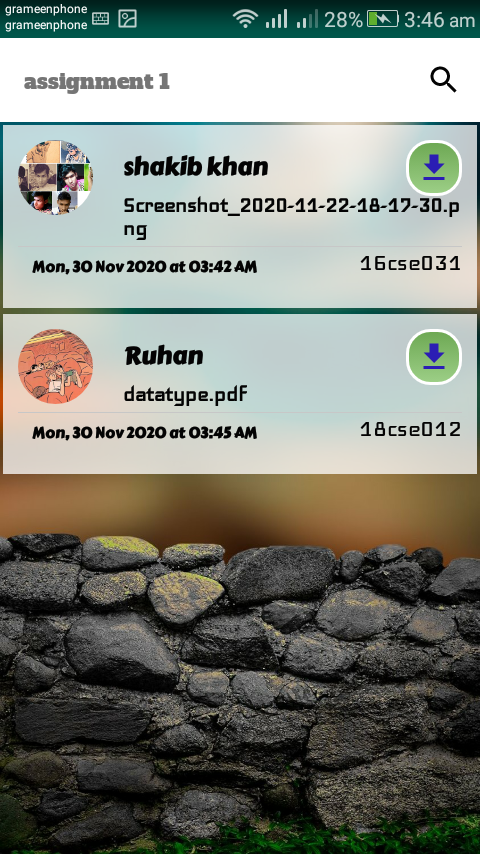 grameenphone
grameenphone
28%
3:46 am
assignment 1
shakib khan
Screenshot_2020-11-22-18-17-30.p
ng
Mon, 30 Nov 2020 at 03:42 AM
16cse031
Ruhan
datatype.pdf
Mon, 30 Nov 2020 at 03:45 AM
18cse012